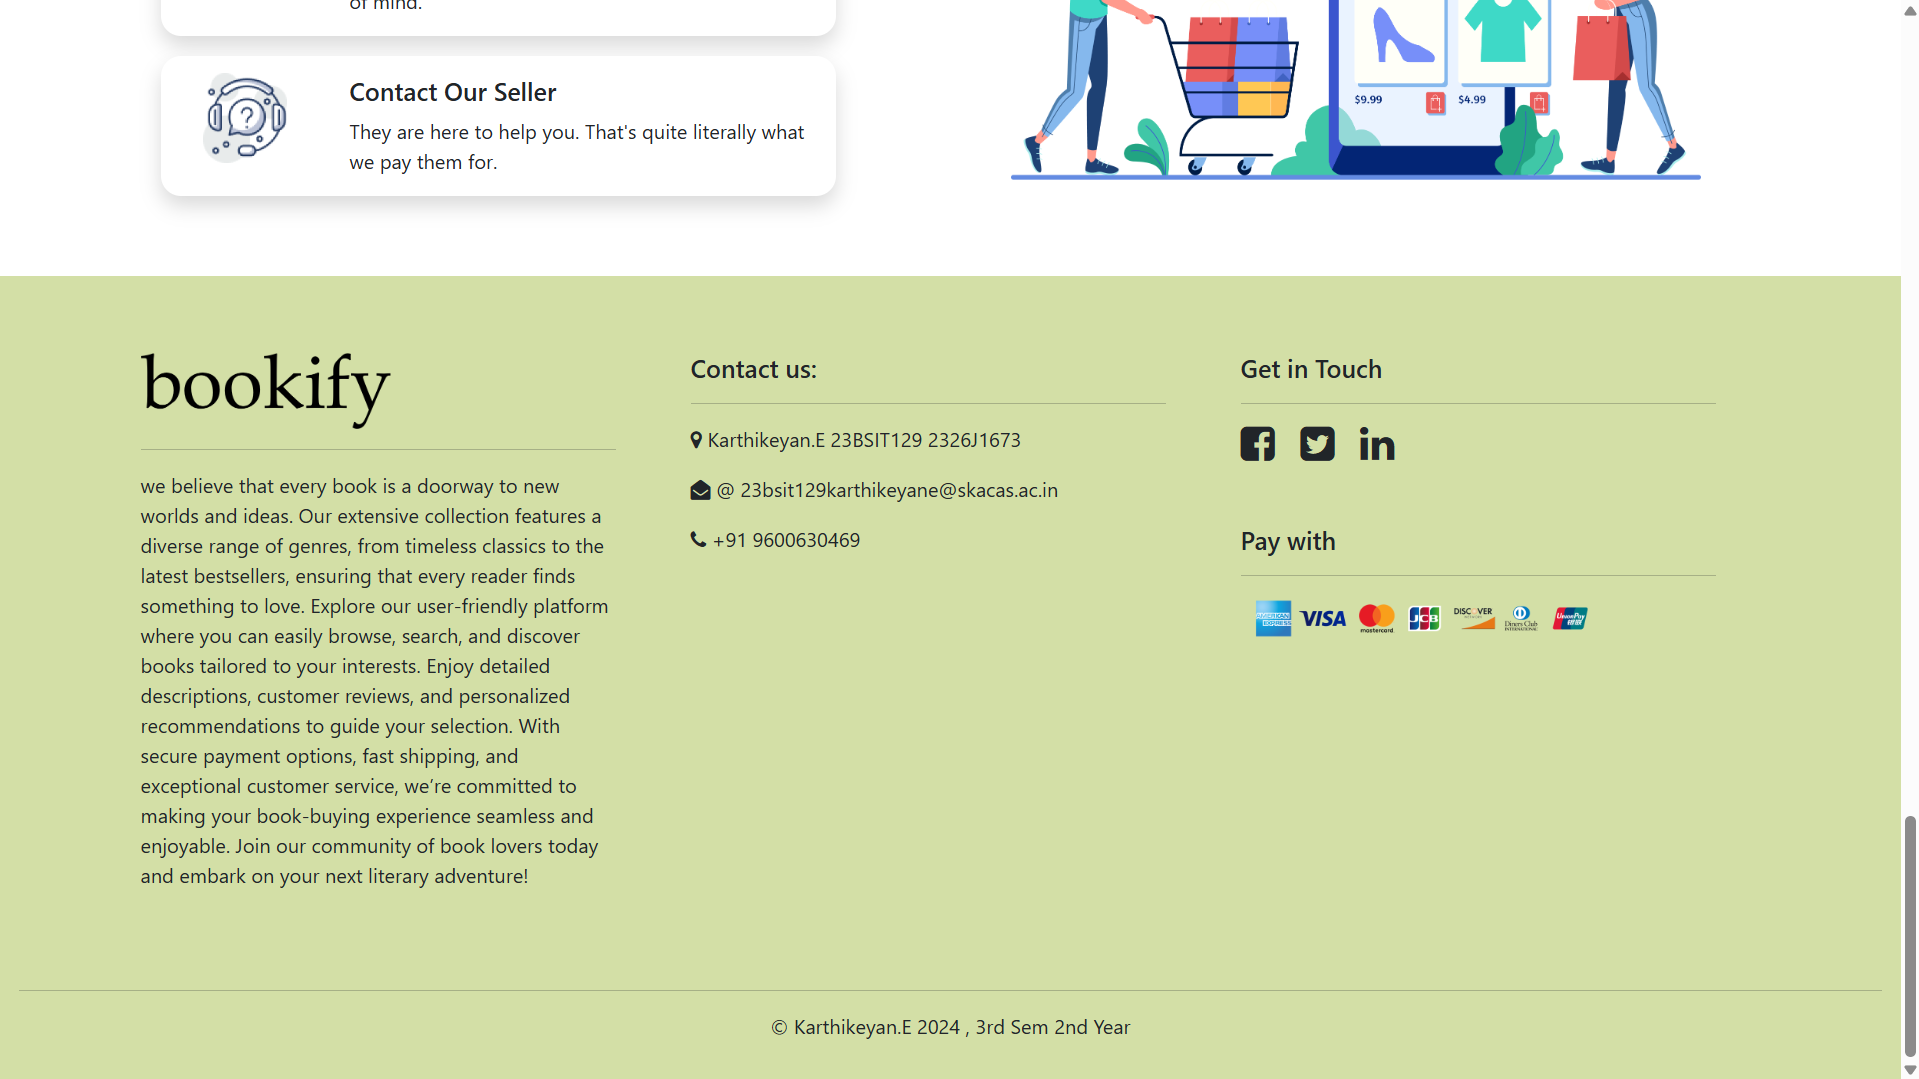 of mind.
Contact Our Seller
They are here to help you. That's quite literally what
we pay them for.
$9.99
$4.99
bookify
we believe that every book is a doorway to new
worlds and ideas. Our extensive collection features a
diverse range of genres, from timeless classics to the
latest bestsellers, ensuring that every reader finds
something to love. Explore our user-friendly platform
where you can easily browse, search, and discover
books tailored to your interests. Enjoy detailed
descriptions, customer reviews, and personalized
recommendations to guide your selection. With
secure payment options, fast shipping, and
exceptional customer service, we’re committed to
making your book-buying experience seamless and
enjoyable. Join our community of book lovers today
and embark on your next literary adventure!
Contact us:
Karthikeyan.E 23BSIT129 2326J1673
@ 23bsit129karthikeyane@skacas.ac.in
+91 9600630469
Get in Touch
Pay with
AMERICAN EXPRESS
VISA
mastercard
JCB
DISCOVER
Diners Club INTERNATIONAL
UnionPay 银联
© Karthikeyan.E 2024 , 3rd Sem 2nd Year